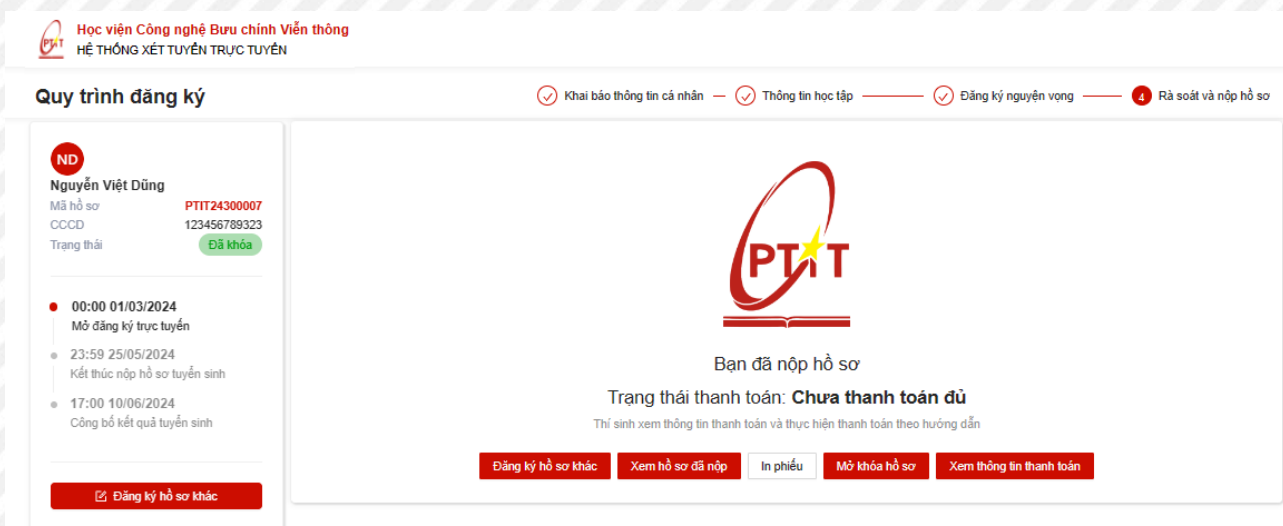 PTIT
Học viện Công nghệ Bưu chính Viễn thông
HỆ THỐNG XÉT TUYỂN TRỰC TUYẾN
Quy trình đăng ký
Khai báo thông tin cá nhân
Thông tin học tập
Đăng ký nguyện vọng
4 Rà soát và nộp hồ sơ
ND
Nguyễn Việt Dũng
Mã hồ sơ PTIT24300007
CCCD 123456789323
Trạng thái Đã khóa
00:00 01/03/2024
Mở đăng ký trực tuyến
23:59 25/05/2024
Kết thúc nộp hồ sơ tuyển sinh
17:00 10/06/2024
Công bố kết quả tuyển sinh
Đăng ký hồ sơ khác
PTIT
Bạn đã nộp hồ sơ
Trạng thái thanh toán: Chưa thanh toán đủ
Thí sinh xem thông tin thanh toán và thực hiện thanh toán theo hướng dẫn
Đăng ký hồ sơ khác Xem hồ sơ đã nộp In phiếu Mở khóa hồ sơ Xem thông tin thanh toán